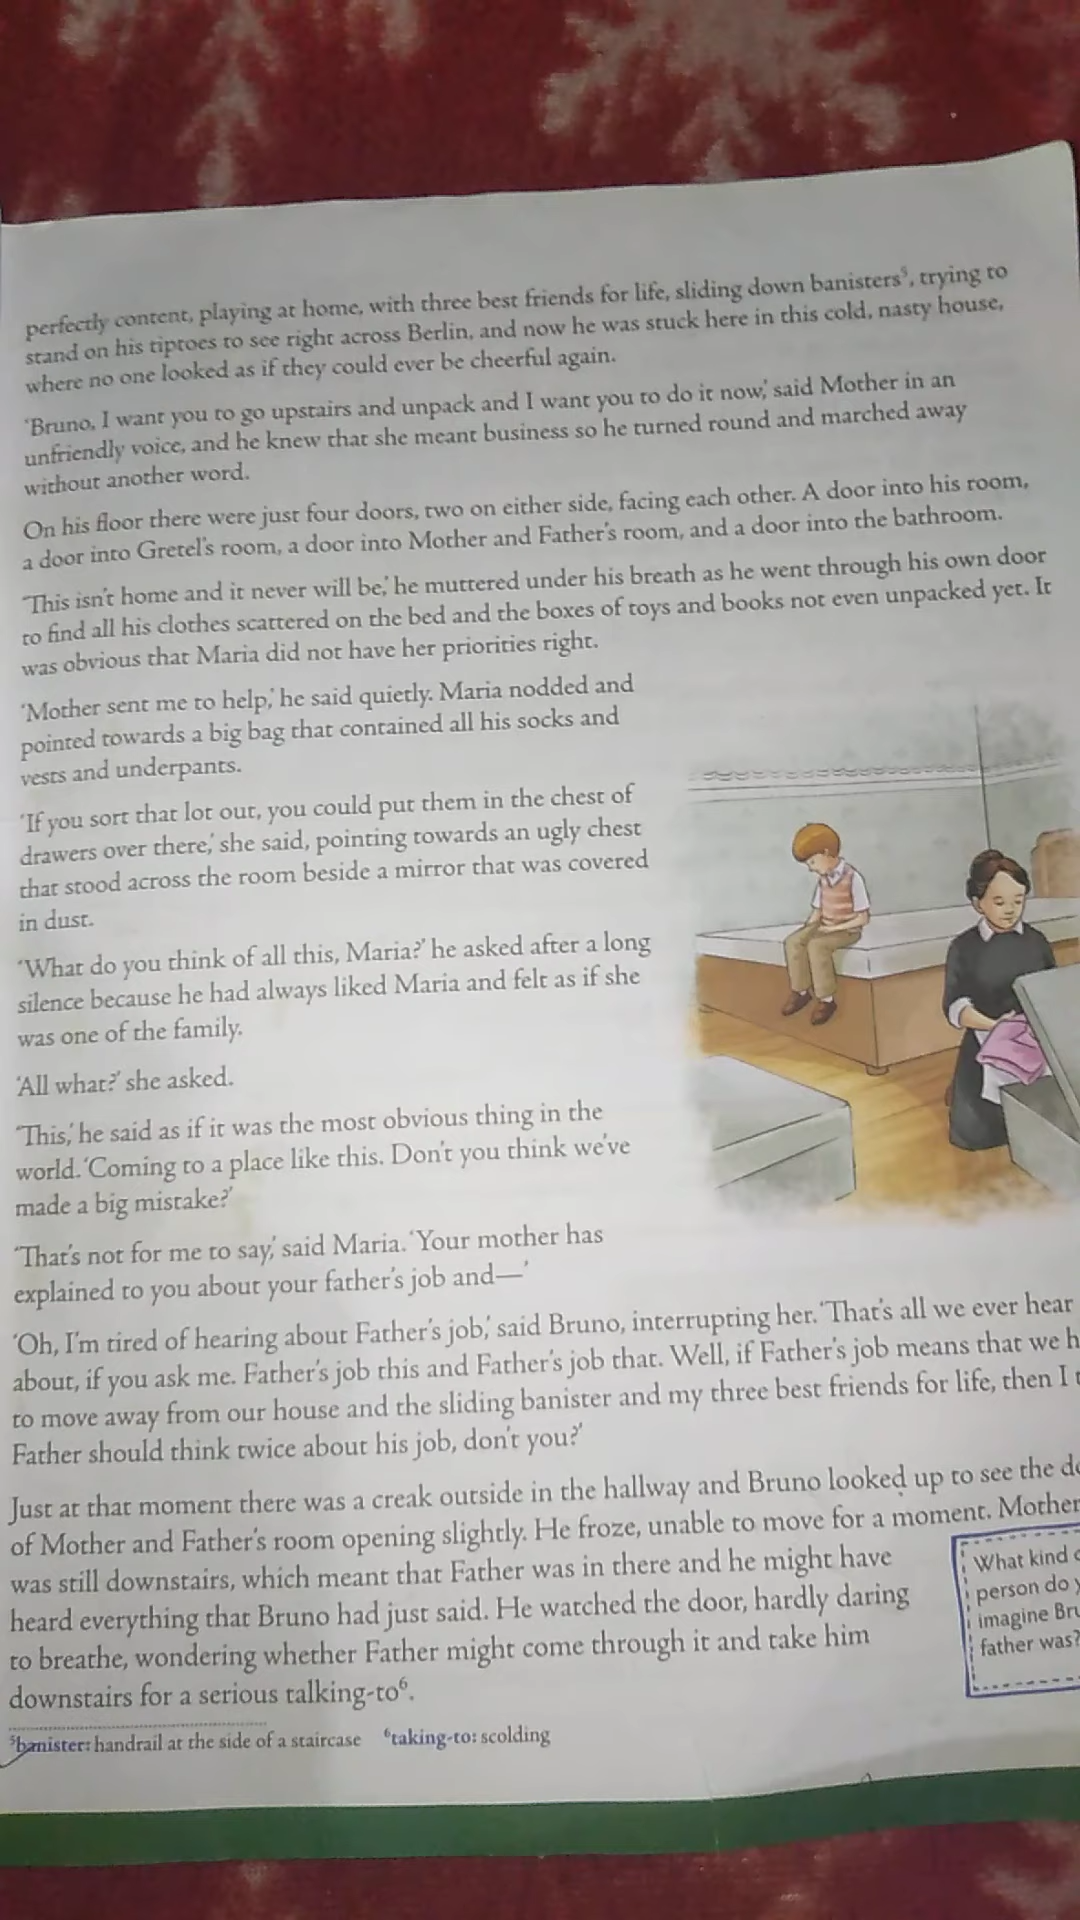 perfectly content, playing at home, with three best friends for life, sliding down banisters⁵, trying to
stand on his tiptoes to see right across Berlin, and now he was stuck here in this cold, nasty house,
where no one looked as if they could ever be cheerful again.
‘Bruno, I want you to go upstairs and unpack and I want you to do it now,’ said Mother in an
unfriendly voice, and he knew that she meant business so he turned round and marched away
without another word.
On his floor there were just four doors, two on either side, facing each other. A door into his room,
a door into Gretel's room, a door into Mother and Father's room, and a door into the bathroom.
‘This isn't home and it never will be,’ he muttered under his breath as he went through his own door
to find all his clothes scattered on the bed and the boxes of toys and books not even unpacked yet. It
was obvious that Maria did not have her priorities right.
‘Mother sent me to help,’ he said quietly. Maria nodded and
pointed towards a big bag that contained all his socks and
vests and underpants.
‘If you sort that lot out, you could put them in the chest of
drawers over there,’ she said, pointing towards an ugly chest
that stood across the room beside a mirror that was covered
in dust.
‘What do you think of all this, Maria?’ he asked after a long
silence because he had always liked Maria and felt as if she
was one of the family.
‘All what?’ she asked.
‘This,’ he said as if it was the most obvious thing in the
world. ‘Coming to a place like this. Don't you think we've
made a big mistake?’
‘That's not for me to say,’ said Maria. ‘Your mother has
explained to you about your father's job and—’
‘Oh, I'm tired of hearing about Father's job,’ said Bruno, interrupting her. ‘That's all we ever hear
about, if you ask me. Father's job this and Father's job that. Well, if Father's job means that we h
to move away from our house and the sliding banister and my three best friends for life, then I
Father should think twice about his job, don't you?’
Just at that moment there was a creak outside in the hallway and Bruno looked up to see the
of Mother and Father's room opening slightly. He froze, unable to move for a moment. Mother
was still downstairs, which meant that Father was in there and he might have
heard everything that Bruno had just said. He watched the door, hardly daring
to breathe, wondering whether Father might come through it and take him
downstairs for a serious talking-to⁶.
What kind
person do
imagine Bru
father was?
⁵banister: handrail at the side of a staircase ⁶taking-to: scolding